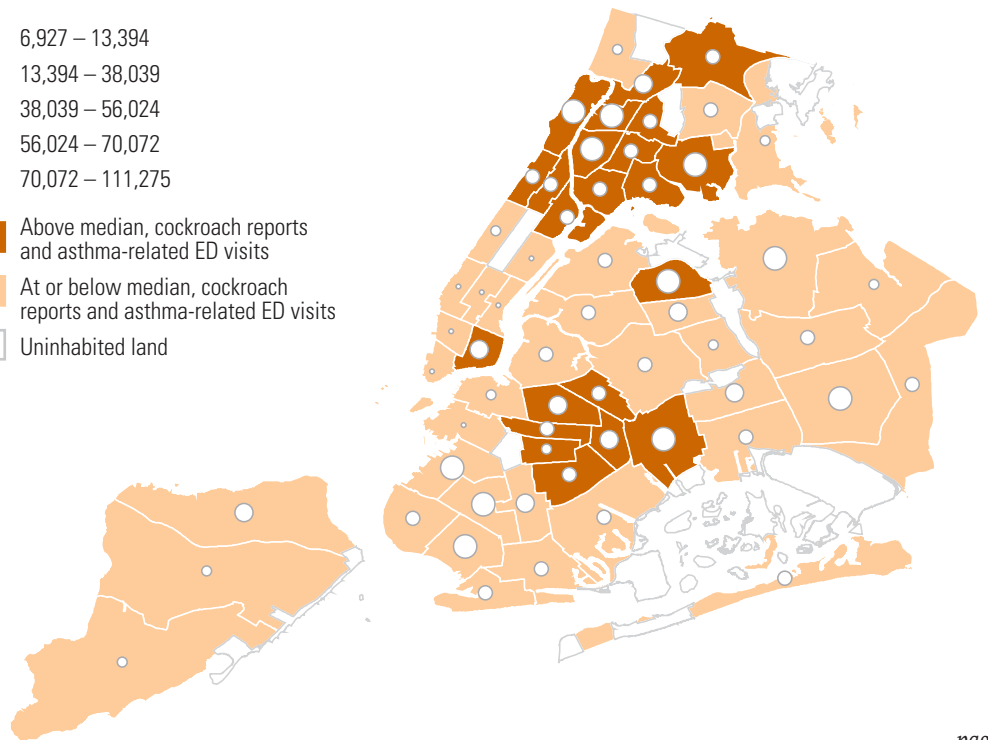 6,927 – 13,394
13,394 – 38,039
38,039 – 56,024
56,024 – 70,072
70,072 – 111,275
Above median, cockroach reports
and asthma-related ED visits
At or below median, cockroach
reports and asthma-related ED visits
Uninhabited land